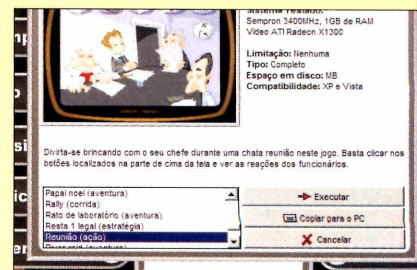 Sistema Testado:
Sempron 3400MHz, 1GB de RAM
Vídeo ATI Radeon X1300
Limitação: Nenhuma
Tipo: Completo
Espaço em disco: MB
Compatibilidade: XP e Vista
Divirta-se brincando com o seu chefe durante uma chata reunião neste jogo. Basta clicar nos
botões localizados na parte de cima da tela e ver as reações dos funcionários.
Papai noel (aventura)
Rally (corrida)
Rato de laboratório (aventura)
Resta 1 legal (estratégia)
Reunião (ação)
Executar
Copiar para o PC
Cancelar